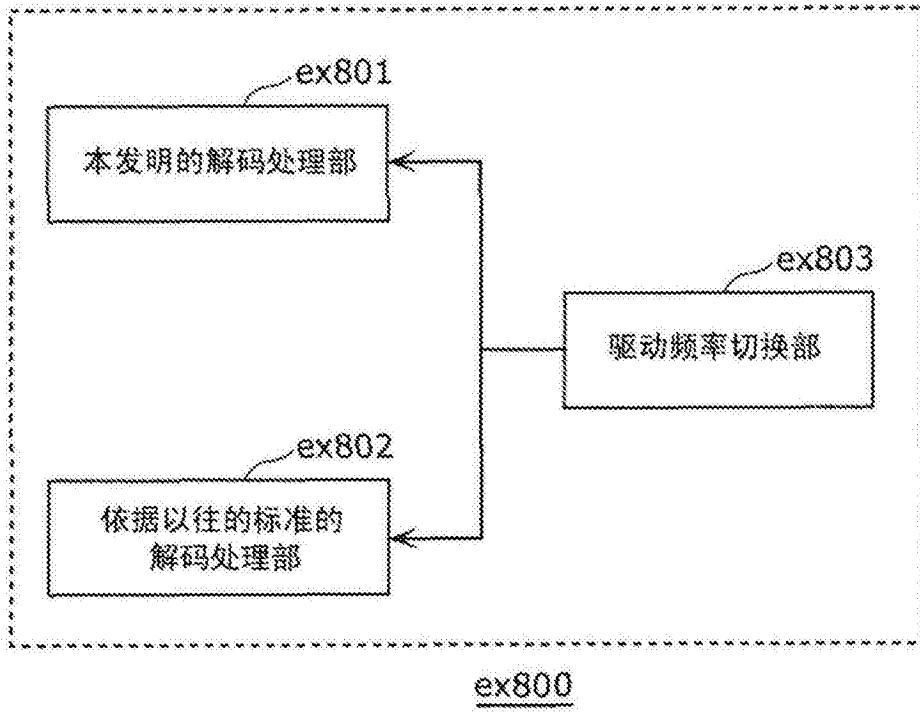 ex801
本发明的解码处理部
ex803
驱动频率切换部
ex802
依据以往的标准的
解码处理部
ex800